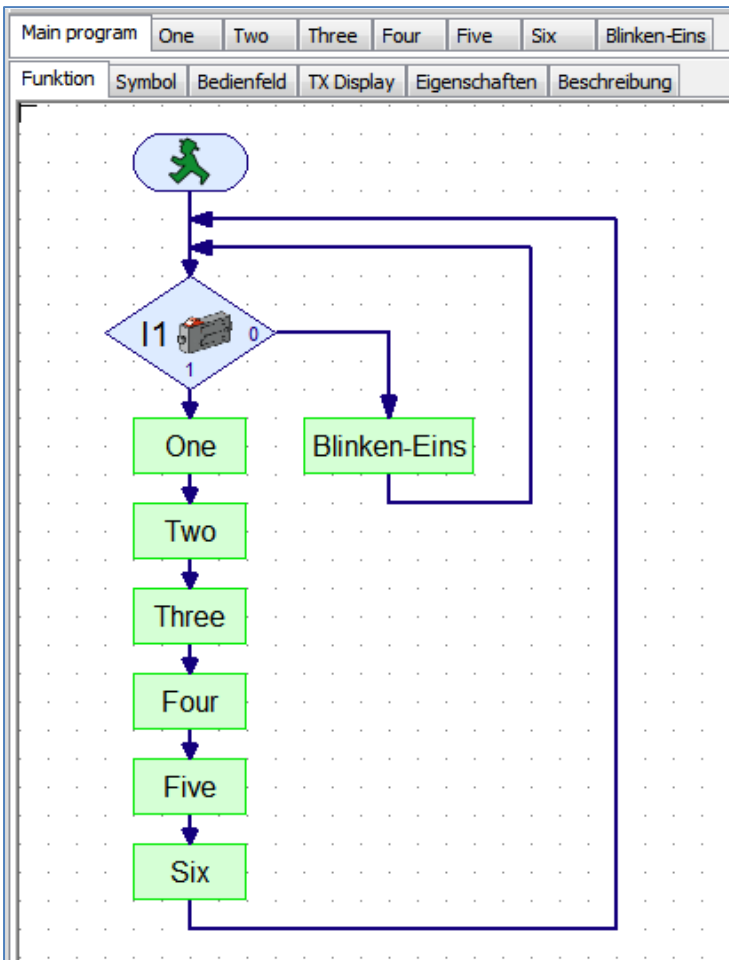 Main program One Two Three Four Five Six Blinken-Eins
Funktion Symbol Bedienfeld TX Display Eigenschaften Beschreibung
I1 0
1
One Blinken-Eins
Two
Three
Four
Five
Six